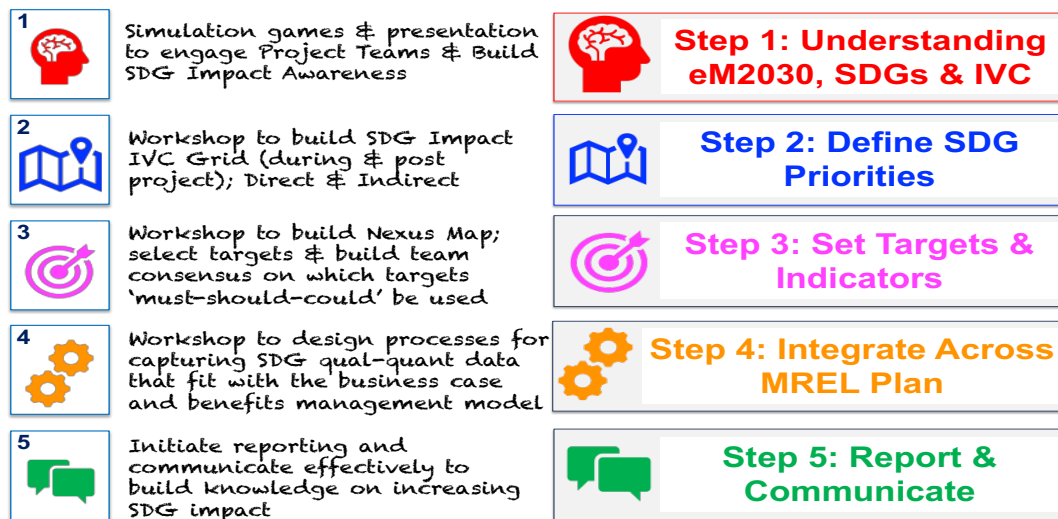 1
Simulation games & presentation
to engage Project Teams & Build
SDG Impact Awareness
Step 1: Understanding
eM2030, SDGs & IVC
2
Workshop to build SDG Impact
IVC Grid (during & post
project); Direct & Indirect
Step 2: Define SDG
Priorities
3
Workshop to build Nexus Map;
select targets & build team
consensus on which targets
‘must-should-could’ be used
Step 3: Set Targets &
Indicators
4
Workshop to design processes for
capturing SDG qual-quant data
that fit with the business case
and benefits management model
Step 4: Integrate Across
MREL Plan
5
Initiate reporting and
communicate effectively to
build knowledge on increasing
SDG impact
Step 5: Report &
Communicate